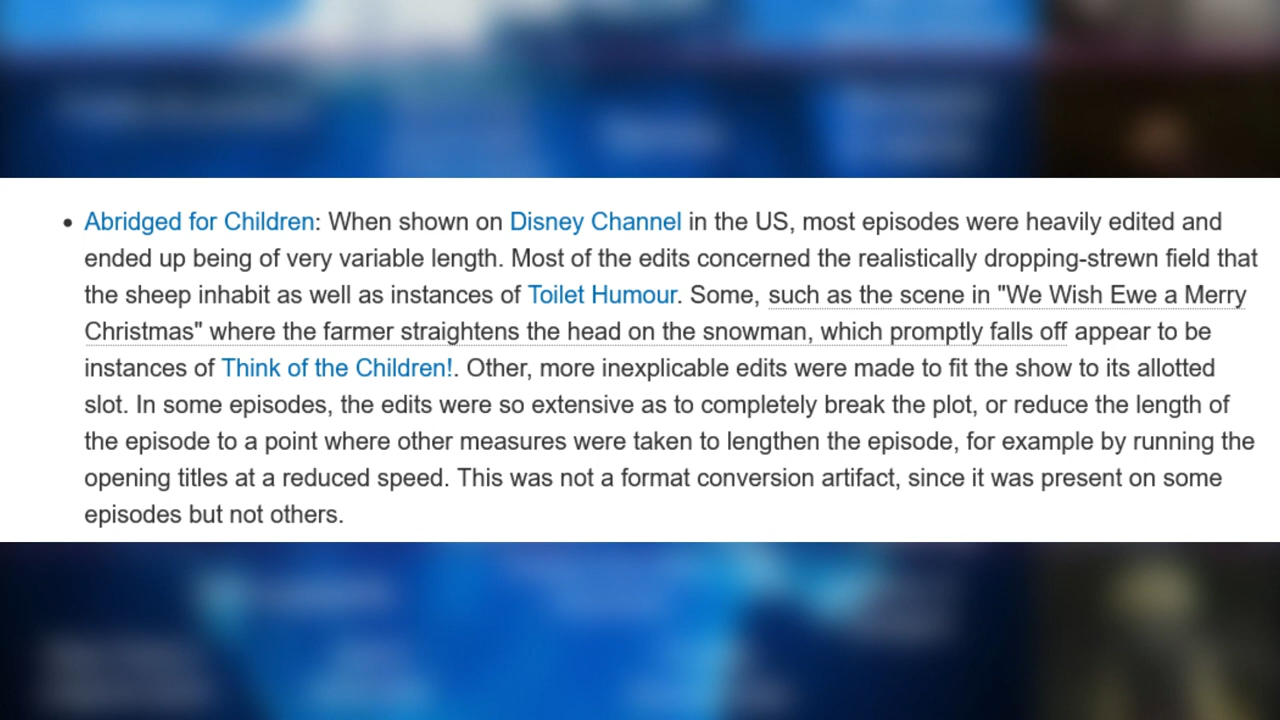 • Abridged for Children: When shown on Disney Channel in the US, most episodes were heavily edited and
ended up being of very variable length. Most of the edits concerned the realistically dropping-strewn field that
the sheep inhabit as well as instances of Toilet Humour. Some, such as the scene in "We Wish Ewe a Merry
Christmas" where the farmer straightens the head on the snowman, which promptly falls off appear to be
instances of Think of the Children!. Other, more inexplicable edits were made to fit the show to its allotted
slot. In some episodes, the edits were so extensive as to completely break the plot, or reduce the length of
the episode to a point where other measures were taken to lengthen the episode, for example by running the
opening titles at a reduced speed. This was not a format conversion artifact, since it was present on some
episodes but not others.